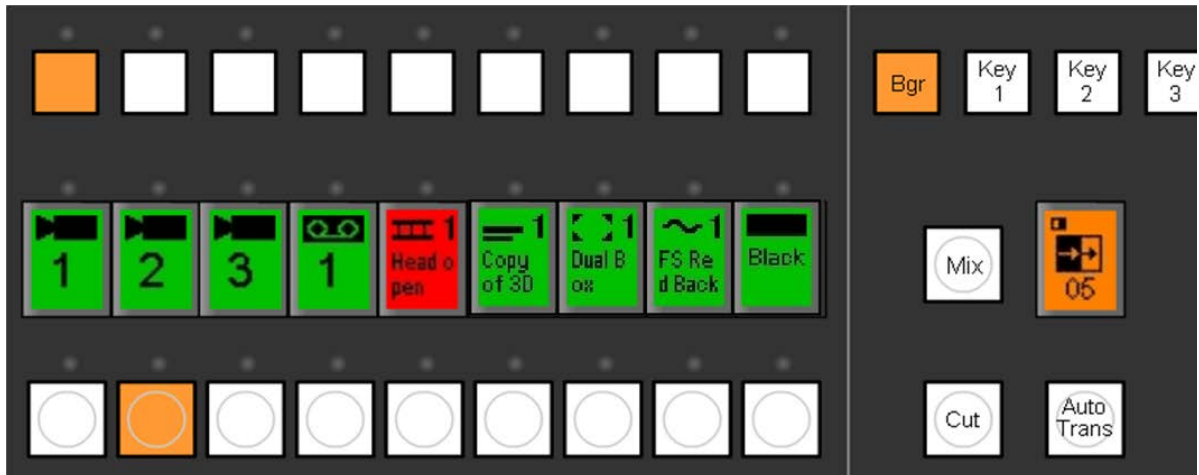 Bgr
Key
1
Key
2
Key
3
1
2
3
1
1
Head o
pen
1
Copy
of 3D
1
Dual B
ox
1
FS Re
d Back
Black
Mix
05
Cut
Auto
Trans